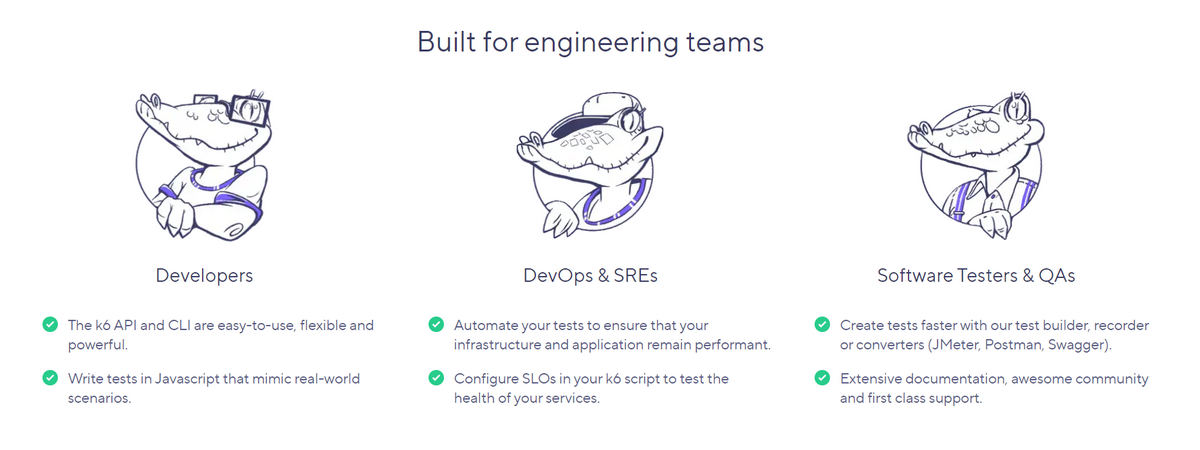 Built for engineering teams
Developers
The k6 API and CLI are easy-to-use, flexible and
powerful.
Write tests in Javascript that mimic real-world
scenarios.
DevOps & SREs
Automate your tests to ensure that your
infrastructure and application remain performant.
Configure SLOs in your k6 script to test the
health of your services.
Software Testers & QAs
Create tests faster with our test builder, recorder
or converters (JMeter, Postman, Swagger).
Extensive documentation, awesome community
and first class support.